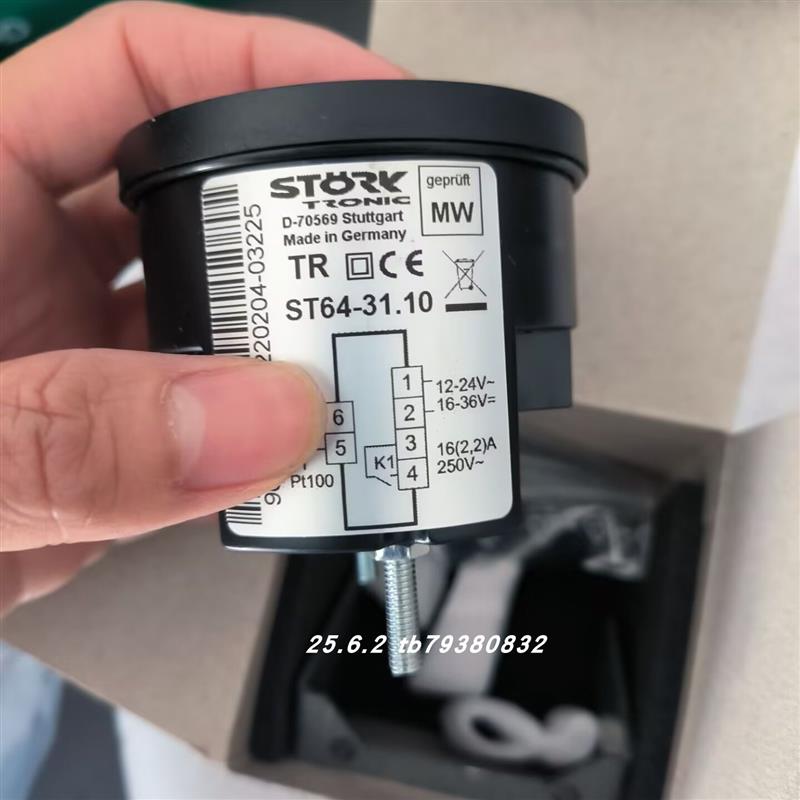 STÖRK
TRONIC
D-70569 Stuttgart
Made in Germany
geprüft
MW
TR CE
ST64-31.10
220204-03225
1
2
3
4
12-24V~
16-36V=
6
5
K1
16(2,2)A
250V~
Pt100
25.6.2 tb79380832